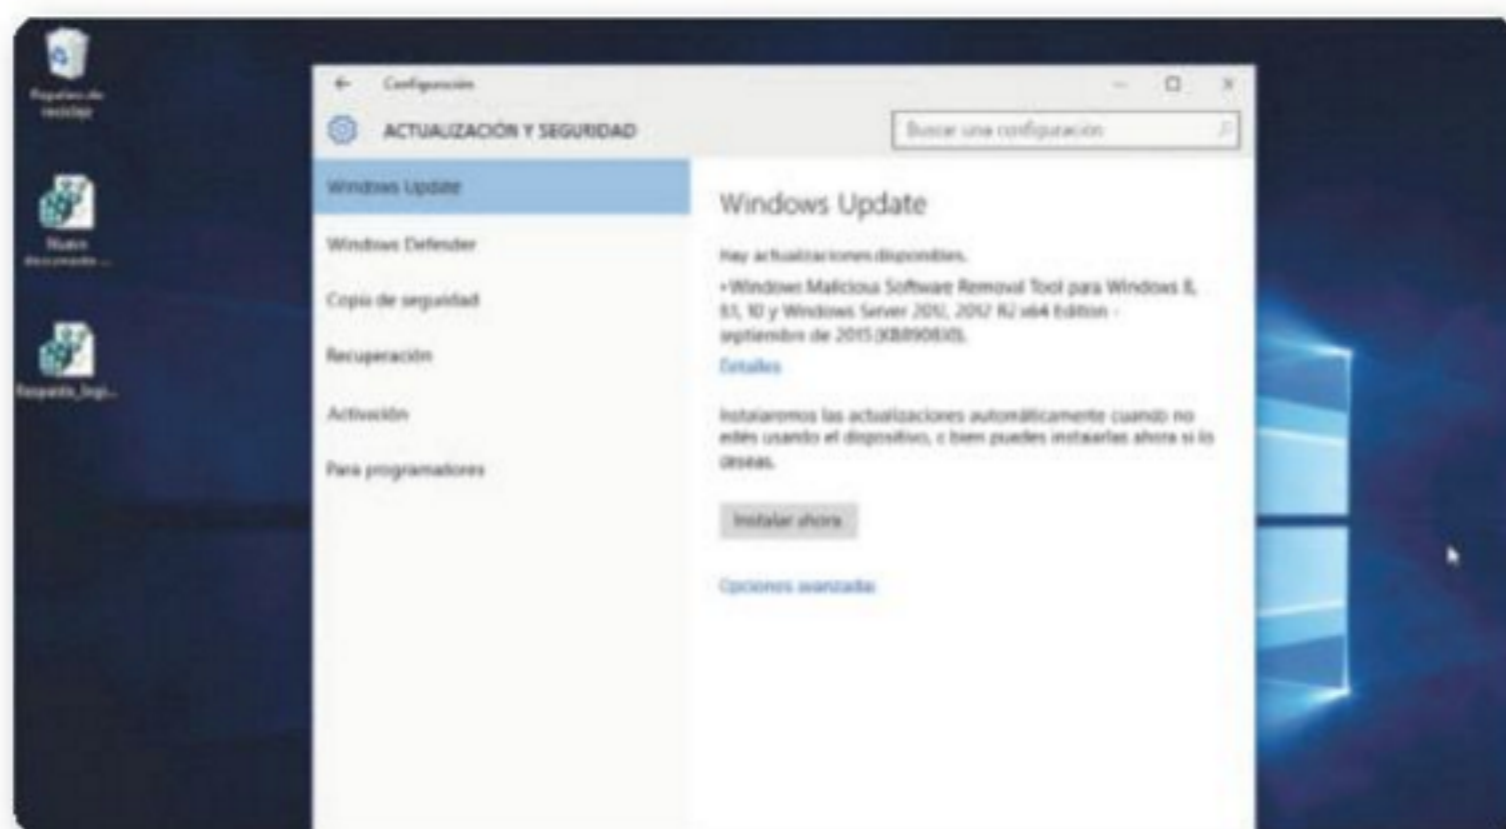 Papelera de
reciclaje
Nuevo
documento ...
Configuración
ACTUALIZACIÓN Y SEGURIDAD
Buscar una configuración
Windows Update
Windows Defender
Copia de seguridad
Recuperación
Activación
Para programadores
Windows Update
Hay actualizaciones disponibles.
• Windows Malicious Software Removal Tool para Windows 8,
8.1, 10 y Windows Server 2012, 2012 R2 x64 Edition -
septiembre de 2015 (KB890830).
Detalles
Instalaremos las actualizaciones automáticamente cuando no
estés usando el dispositivo, o bien puedes instalarlas ahora si lo
deseas.
Instalar ahora
Opciones avanzadas